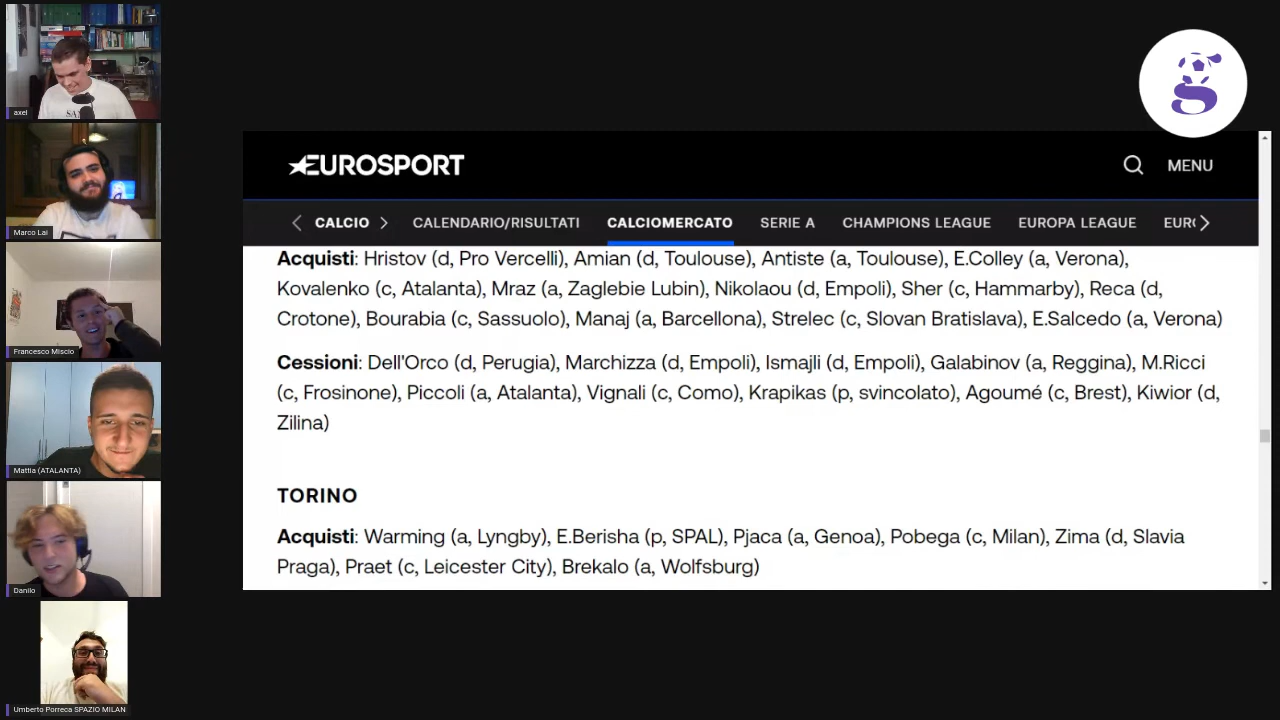 axel
Marco Lai
Francesco Miscio
Mattia (ATALANTA)
Danilo
Umberto Porreca SPAZIO MILAN
EUROSPORT
MENU
CALCIO
CALENDARIO/RISULTATI
CALCIOMERCATO
SERIE A
CHAMPIONS LEAGUE
EUROPA LEAGUE
EURO
Acquisti: Hristov (d, Pro Vercelli), Amian (d, Toulouse), Antiste (a, Toulouse), E.Colley (a, Verona),
Kovalenko (c, Atalanta), Mraz (a, Zaglebie Lubin), Nikolaou (d, Empoli), Sher (c, Hammarby), Reca (d,
Crotone), Bourabia (c, Sassuolo), Manaj (a, Barcellona), Strelec (c, Slovan Bratislava), E.Salcedo (a, Verona)
Cessioni: Dell'Orco (d, Perugia), Marchizza (d, Empoli), Ismajli (d, Empoli), Galabinov (a, Reggina), M.Ricci
(c, Frosinone), Piccoli (a, Atalanta), Vignali (c, Como), Krapikas (p, svincolato), Agoumé (c, Brest), Kiwior (d,
Zilina)
TORINO
Acquisti: Warming (a, Lyngby), E.Berisha (p, SPAL), Pjaca (a, Genoa), Pobega (c, Milan), Zima (d, Slavia
Praga), Praet (c, Leicester City), Brekalo (a, Wolfsburg)